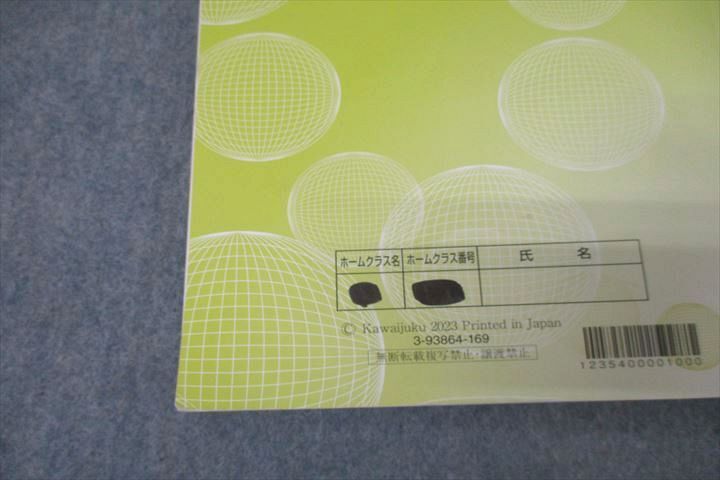 ホームクラス名 ホームクラス番号 氏 名
© Kawaijuku 2023 Printed in Japan
3-93864-169
無断転載複写禁止・譲渡禁止
1235400001000